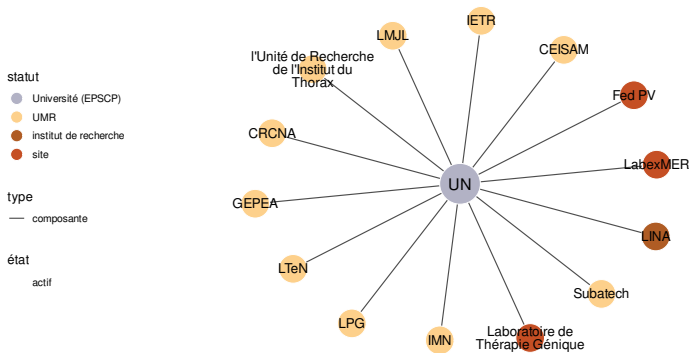 statut
Université (EPSCP)
UMR
institut de recherche
site
type
composante
état
actif
IETR
LMJL
CEISAM
l'Unité de Recherche
de l'Institut du
Thorax
Fed PV
CRCNA
LabexMER
UN
GEPEA
LINA
LTeN
Subatech
LPG
IMN
Laboratoire de
Thérapie Génique